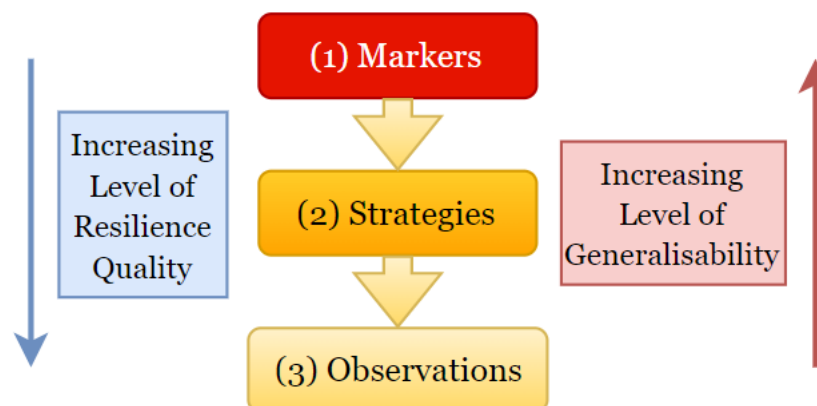 (1) Markers
Increasing
Level of
Resilience
Quality
(2) Strategies
Increasing
Level of
Generalisability
(3) Observations